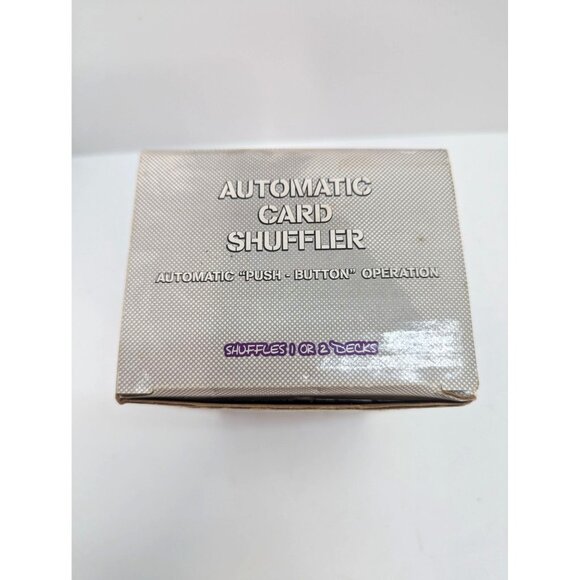 AUTOMATIC
CARD
SHUFFLER
AUTOMATIC "PUSH - BUTTON" OPERATION
SHUFFLES 1 OR 2 DECKS